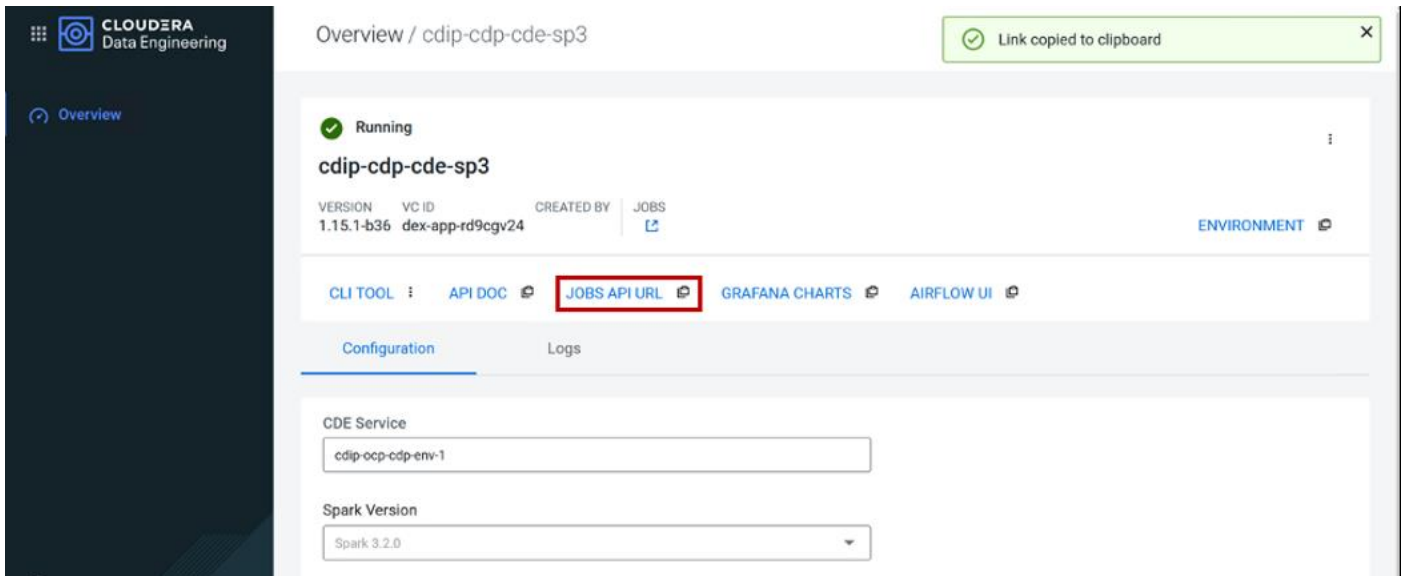 CLOUDERA
Data Engineering
Overview
Overview / cdip-cdp-cde-sp3
Link copied to clipboard
Running
cdip-cdp-cde-sp3
VERSION VC ID CREATED BY JOBS
1.15.1-b36 dex-app-rd9cgv24
ENVIRONMENT
CLI TOOL API DOC JOBS API URL GRAFANA CHARTS AIRFLOW UI
Configuration Logs
CDE Service
cdip-ocp-cdp-env-1
Spark Version
Spark 3.2.0